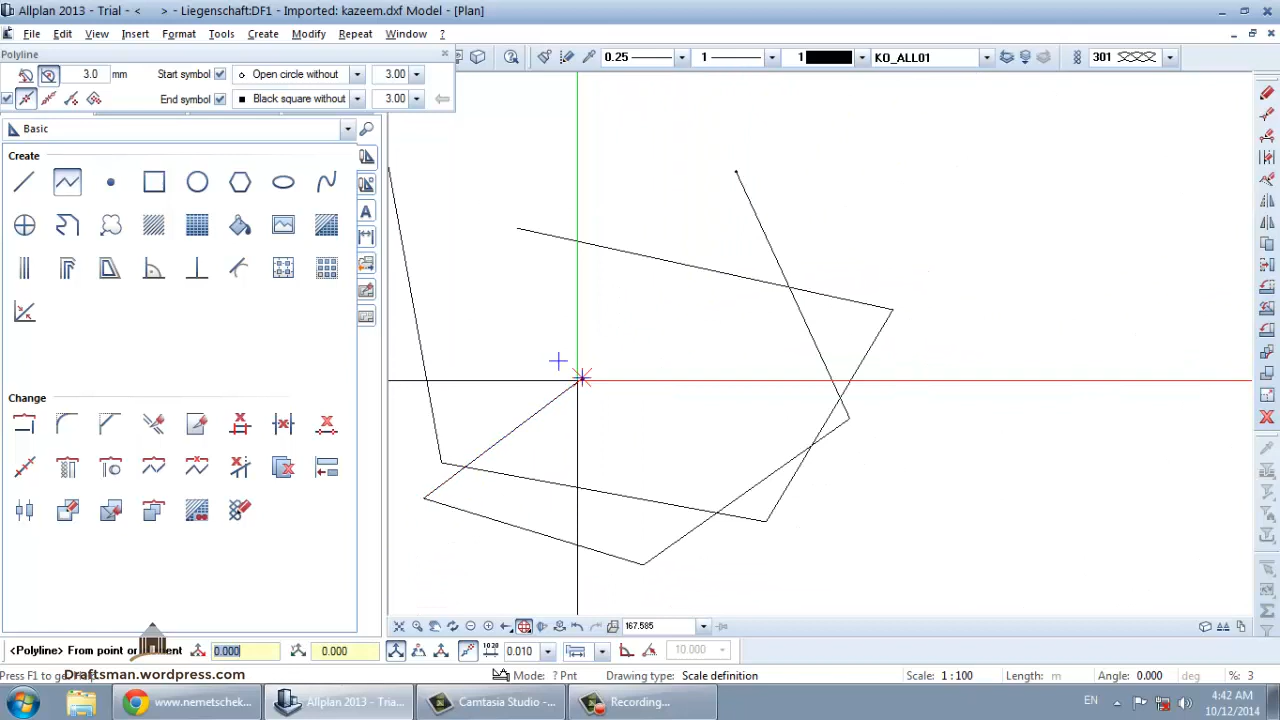 Allplan 2013 - Trial - < > - Liegenschaft:DF1 - Imported: kazeem.dxf Model - [Plan]
File Edit View Insert Format Tools Create Modify Repeat Window ?
Polyline
0.25 1 1 KO_ALL01 301
3.0 mm Start symbol Open circle without 3.00
End symbol Black square without 3.00
Basic
Create
A
Change
167.585
<Polyline> From point or 0.000 0.000 1020 0.010 10.000
Draftsman.wordpress.com
Press F1 to Mode: ? Pnt Drawing type: Scale definition Scale: 1 : 100 Length: m Angle: 0.000 deg %: 3
www.nemetschek... Allplan 2013 - Tria... Camtasia Studio - ... Recording... EN 4:42 AM
10/12/2014